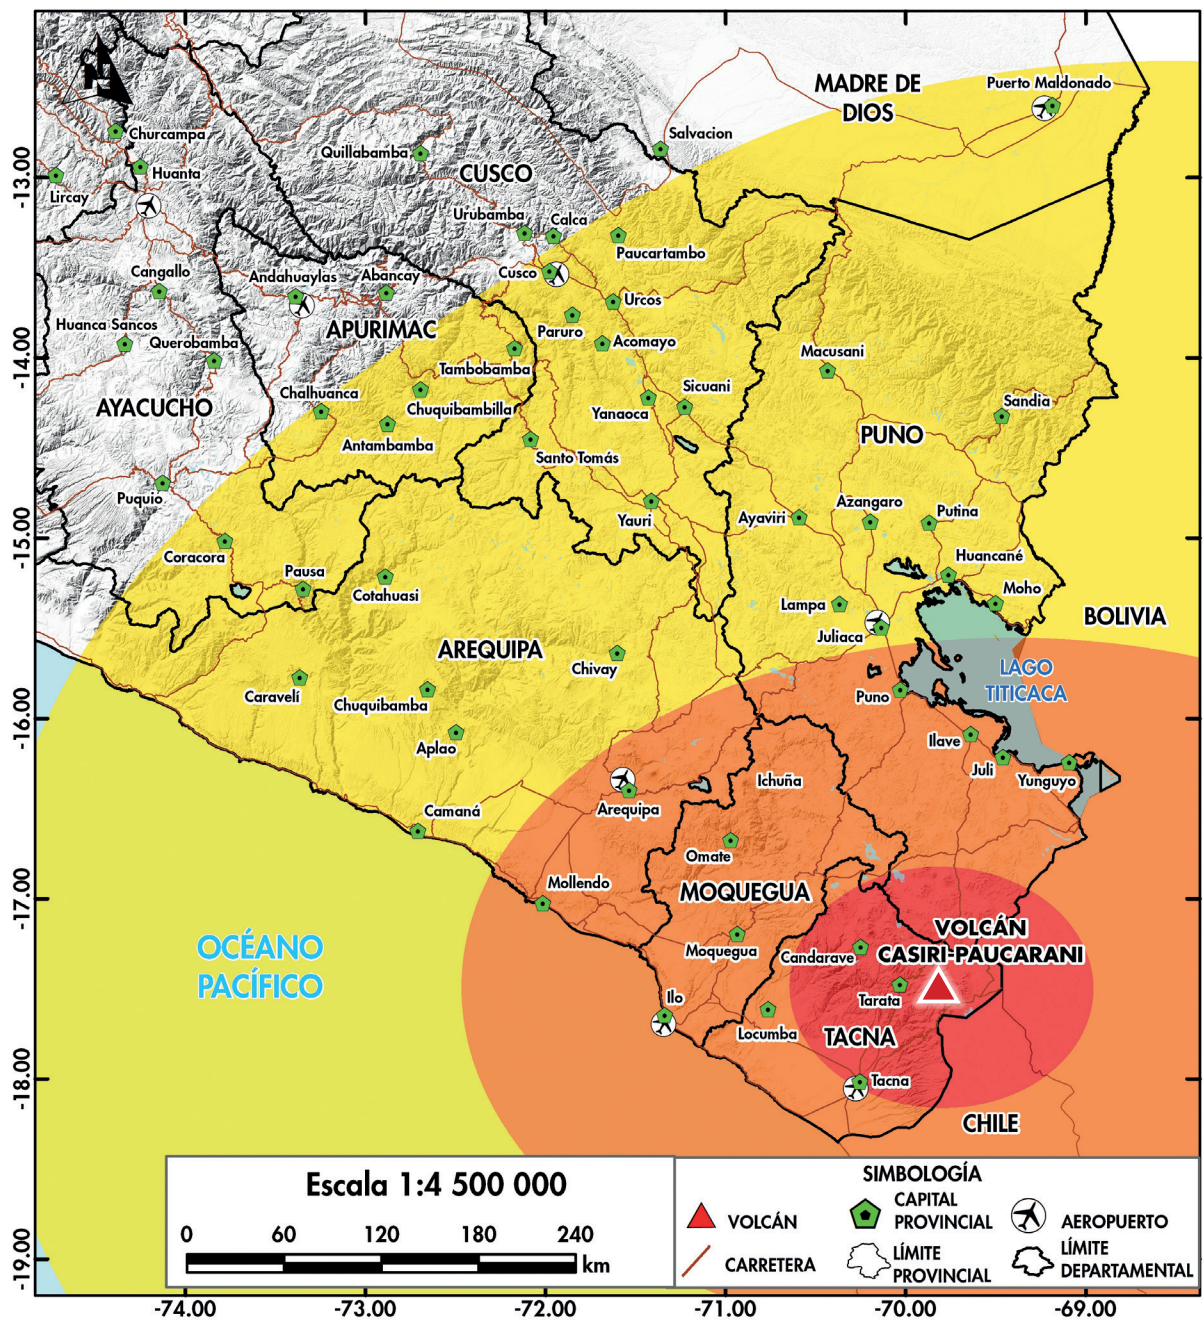 N
MADRE DE
DIOS
Puerto Maldonado
Churcampa
Salvacion
Quillabamba
Huanta
CUSCO
Lircay
-13.00
Urubamba
Calca
Paucartambo
Cangallo
Andahuaylas
Abancay
Cusco
Urcos
Huanca Sancos
APURIMAC
Paruro
Acomayo
Querobamba
Macusani
-14.00
Tambobamba
Chalhuanca
Sicuani
AYACUCHO
Chuquibambilla
Yanaoca
Sandia
Antambamba
PUNO
Santo Tomás
Puquio
Azangaro
Putina
Yauri
Ayaviri
-15.00
Coracora
Huancané
Pausa
Moho
Cotahuasi
Lampa
BOLIVIA
Juliaca
AREQUIPA
Chivay
LAGO
TITICACA
Caravelí
Puno
Chuquibamba
-16.00
Aplao
Ilave
Juli
Yunguyo
Ichuña
Camaná
Arequipa
Omate
Mollendo
MOQUEGUA
-17.00
VOLCÁN
CASIRI-PAUCARANI
OCÉANO
PACÍFICO
Moquegua
Candarave
Ilo
Tarata
Locumba
TACNA
-18.00
Tacna
CHILE
Escala 1:4 500 000
0 60 120 180 240
km
SIMBOLOGÍA
VOLCÁN
CAPITAL
PROVINCIAL
AEROPUERTO
CARRETERA
LÍMITE
PROVINCIAL
LÍMITE
DEPARTAMENTAL
-19.00
-74.00 -73.00 -72.00 -71.00 -70.00 -69.00